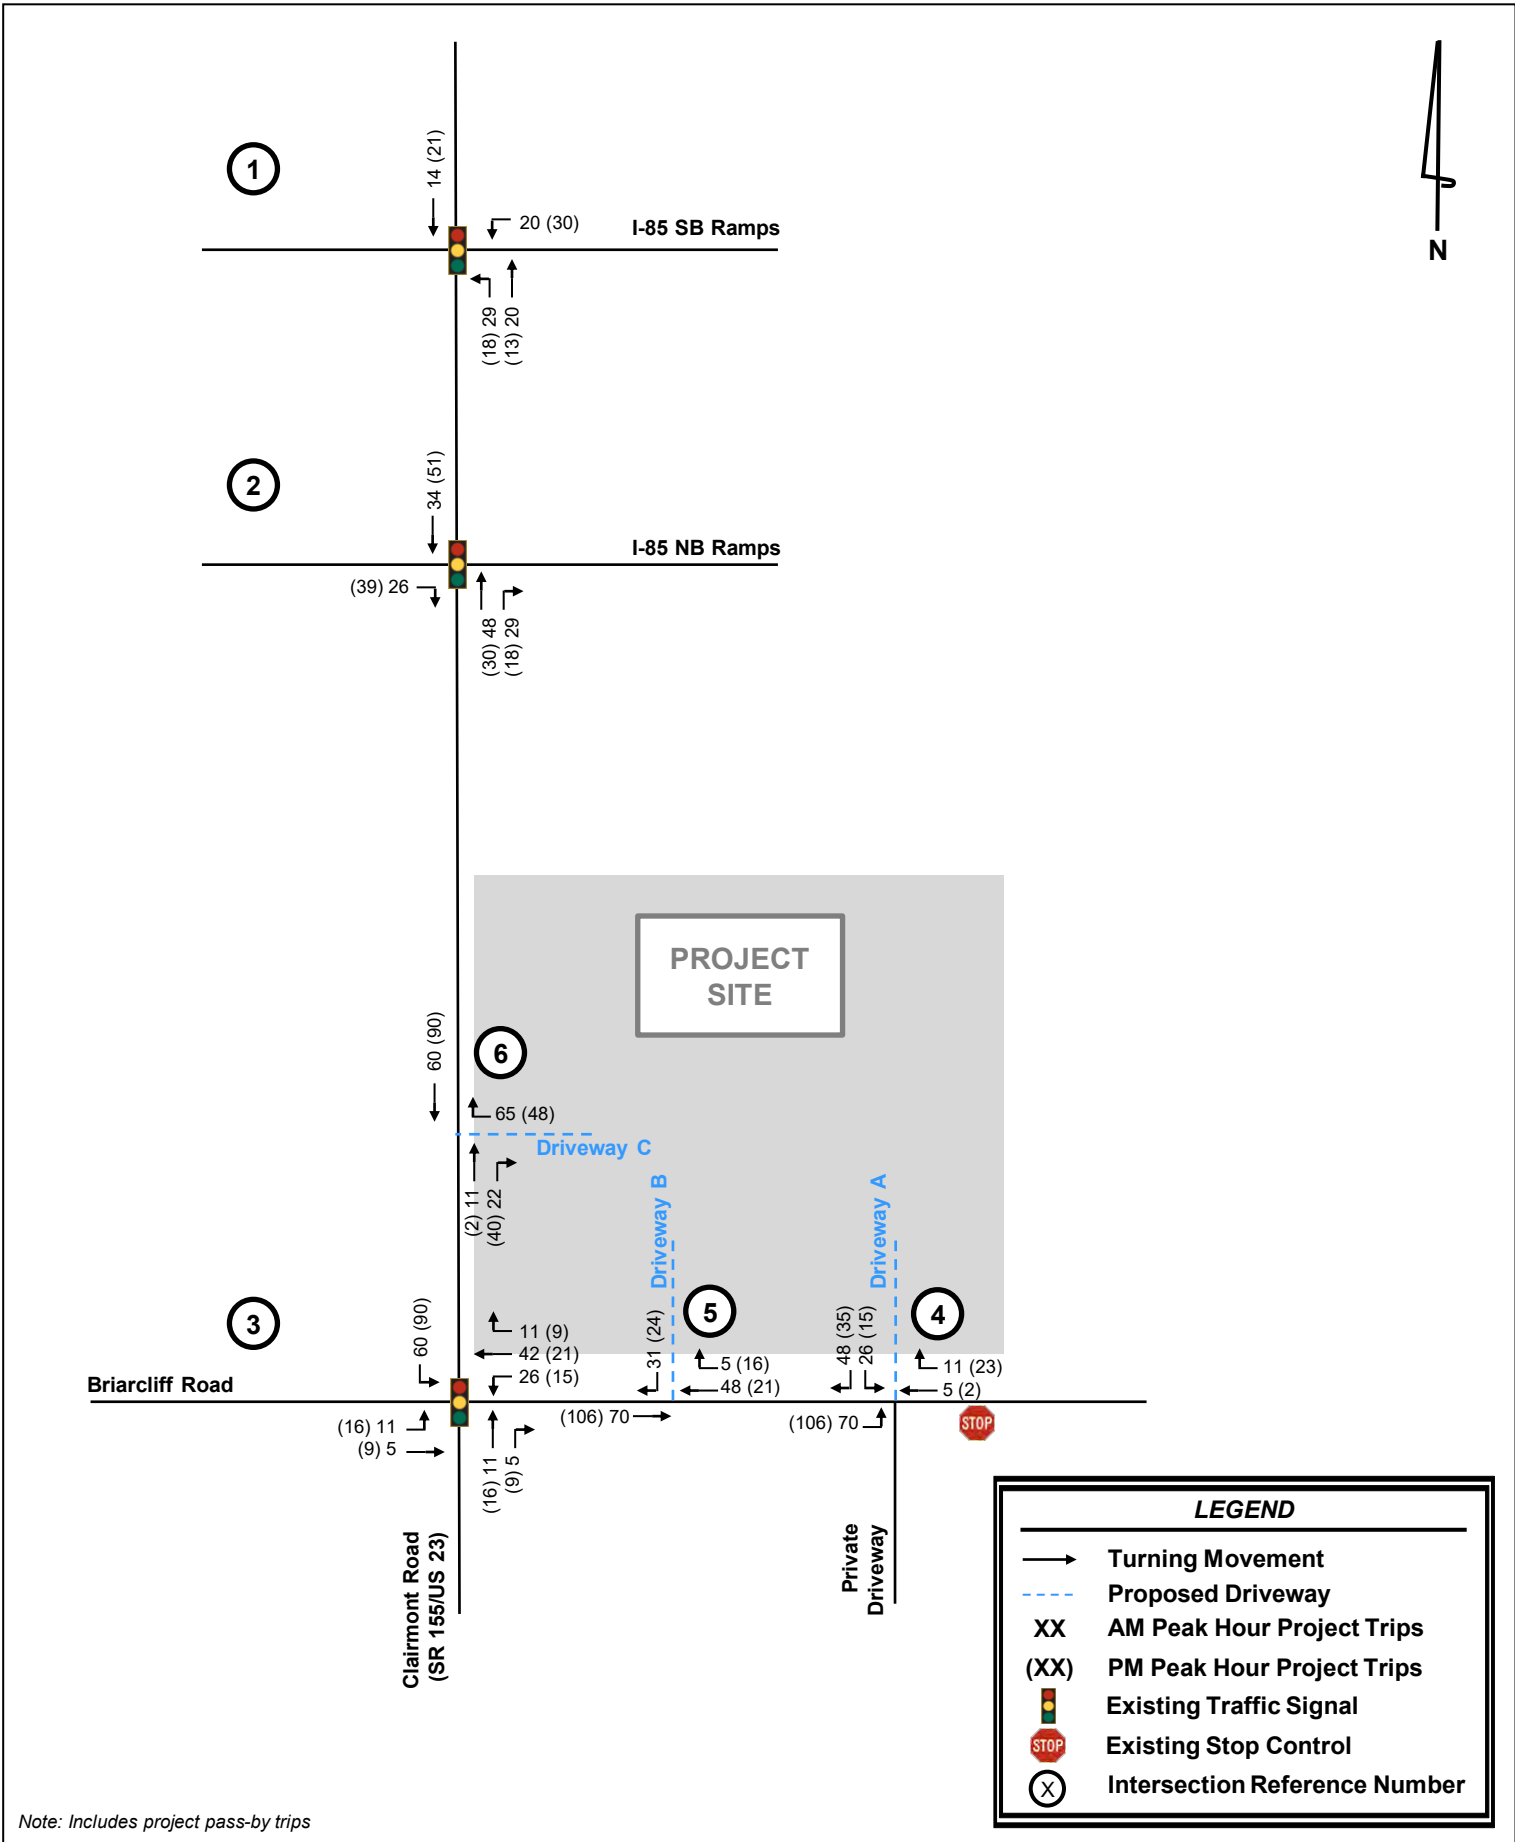 1
14 (21)
20 (30)
I-85 SB Ramps
(18) 29
(13) 20
N
2
34 (51)
I-85 NB Ramps
(39) 26
(30) 48
(18) 29
PROJECT
SITE
60 (90)
6
65 (48)
Driveway C
(2) 11
(40) 22
Driveway B
Driveway A
3
60 (90)
11 (9)
42 (21)
26 (15)
31 (24)
5
5 (16)
48 (21)
48 (35)
26 (15)
4
11 (23)
5 (2)
Briarcliff Road
(16) 11
(9) 5
(16) 11
(9) 5
(106) 70
(106) 70
STOP
Clairmont Road
(SR 155/US 23)
Private
Driveway
LEGEND
Turning Movement
Proposed Driveway
XX AM Peak Hour Project Trips
(XX) PM Peak Hour Project Trips
Existing Traffic Signal
STOP Existing Stop Control
X Intersection Reference Number
Note: Includes project pass-by trips